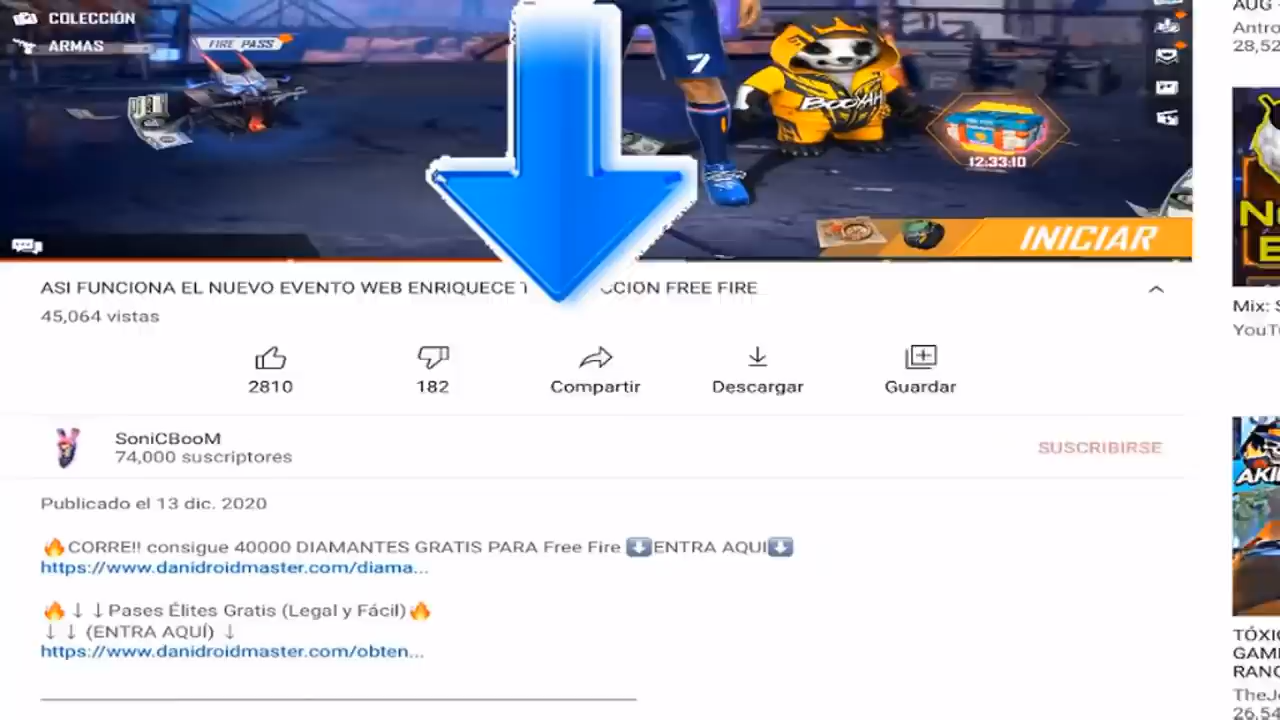 COLECCIÓN
ARMAS
FIRE PASS
7
BOOYAH
12:33:10
INICIAR
ASI FUNCIONA EL NUEVO EVENTO WEB ENRIQUECE CCION FREE FIRE
45,064 vistas
2810
182
Compartir
Descargar
Guardar
SoniCBooM
74,000 suscriptores
SUSCRIBIRSE
Publicado el 13 dic. 2020
🔥CORRE!! consigue 40000 DIAMANTES GRATIS PARA Free Fire ⬇️ENTRA AQUI⬇️
https://www.danidroidmaster.com/diama...
🔥↓↓Pases Élites Gratis (Legal y Fácil)🔥
↓↓ (ENTRA AQUÍ) ↓
https://www.danidroidmaster.com/obten...
AUG -
Antro
28,52
Mix: S
YouT
AKI
TÓXIC
GAM
RANC
TheJ
26,54